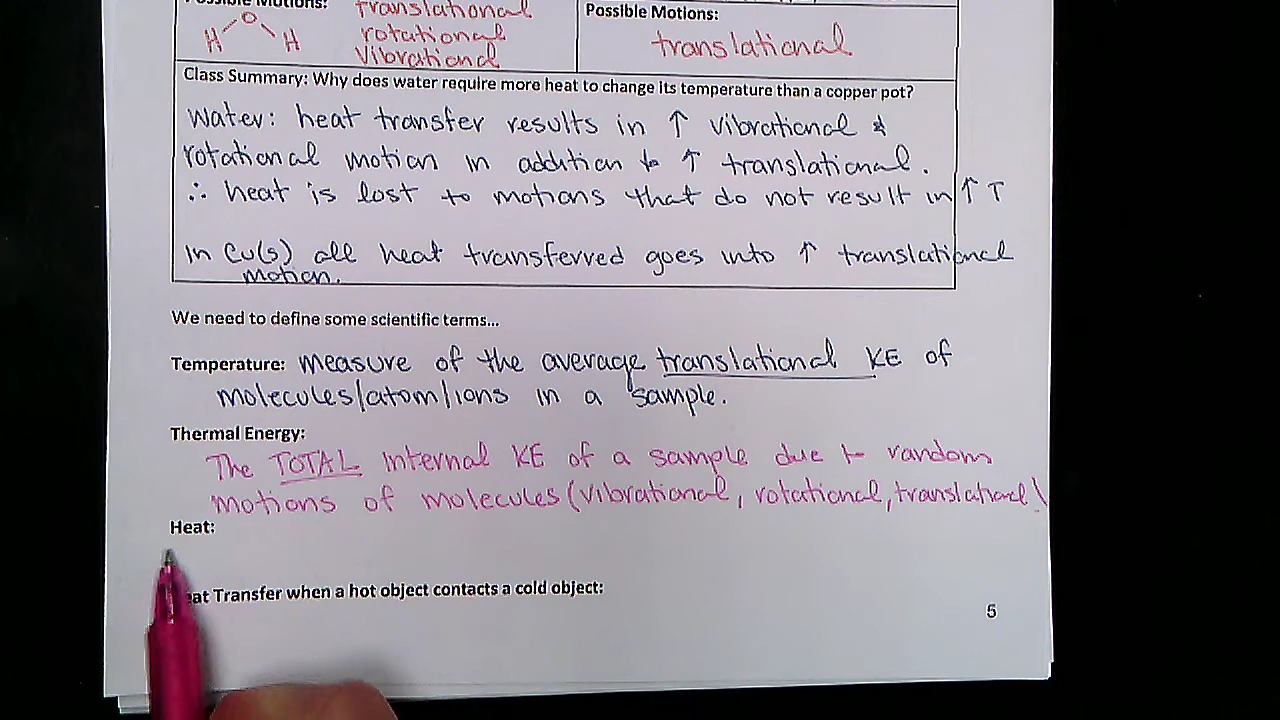 Possible Motions: translational
H O H rotational
Vibrational
Possible Motions:
translational
Class Summary: Why does water require more heat to change its temperature than a copper pot?
Water: heat transfer results in ↑ vibrational &
rotational motion in addition to ↑ translational.
∴ heat is lost to motions that do not result in ↑ T
In Cu(s) all heat transferred goes into ↑ translational
motion.
We need to define some scientific terms...
Temperature: measure of the average translational KE of
molecules/atom/ions in a sample.
Thermal Energy:
The TOTAL internal KE of a sample due to random
motions of molecules (vibrational, rotational, translational)
Heat:
eat Transfer when a hot object contacts a cold object:
5